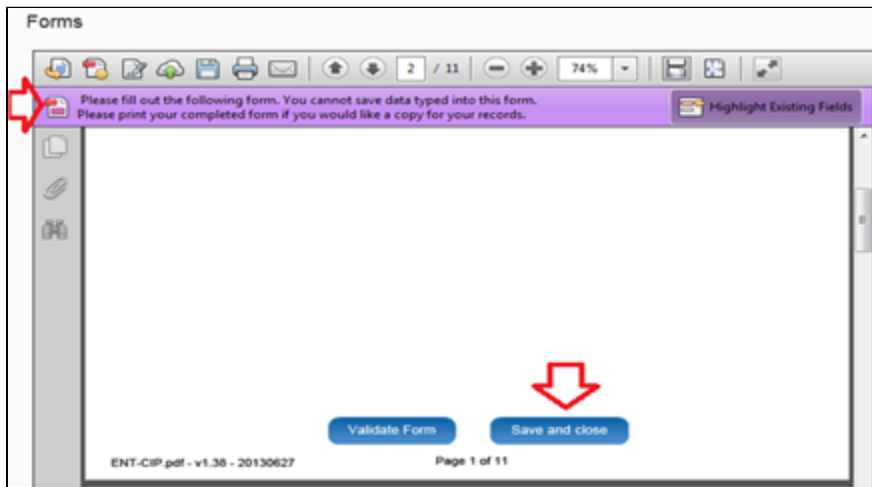 Forms
2 / 11
74%
Please fill out the following form. You cannot save data typed into this form.
Please print your completed form if you would like a copy for your records.
Highlight Existing Fields
Validate Form
Save and close
ENT-CIP.pdf - v1.38 - 20130627
Page 1 of 11